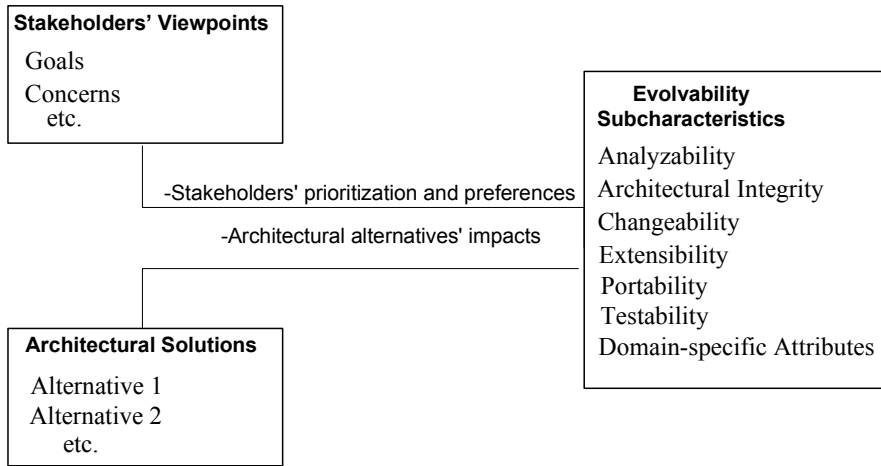 Stakeholders' Viewpoints
Goals
Concerns
etc.
-Stakeholders' prioritization and preferences
-Architectural alternatives' impacts
Architectural Solutions
Alternative 1
Alternative 2
etc.
Evolvability
Subcharacteristics
Analyzability
Architectural Integrity
Changeability
Extensibility
Portability
Testability
Domain-specific Attributes